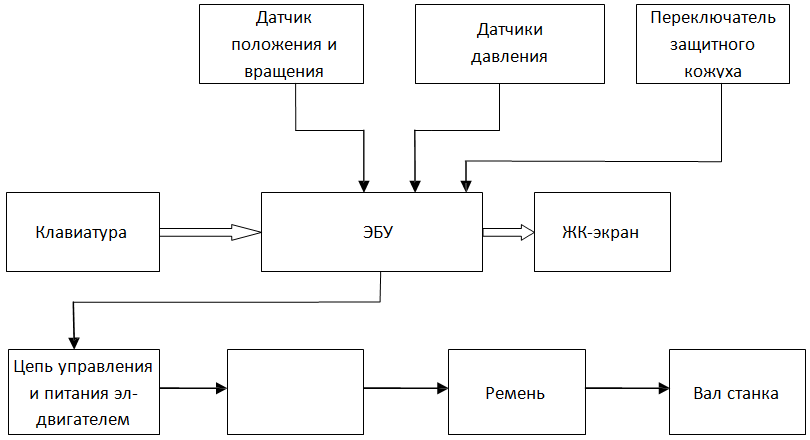 Датчик
положения и
вращения
Датчики
давления
Переключатель
защитного
кожуха
Клавиатура
ЭБУ
ЖК-экран
Цепь управления
и питания эл-
двигателем
Ремень
Вал станка